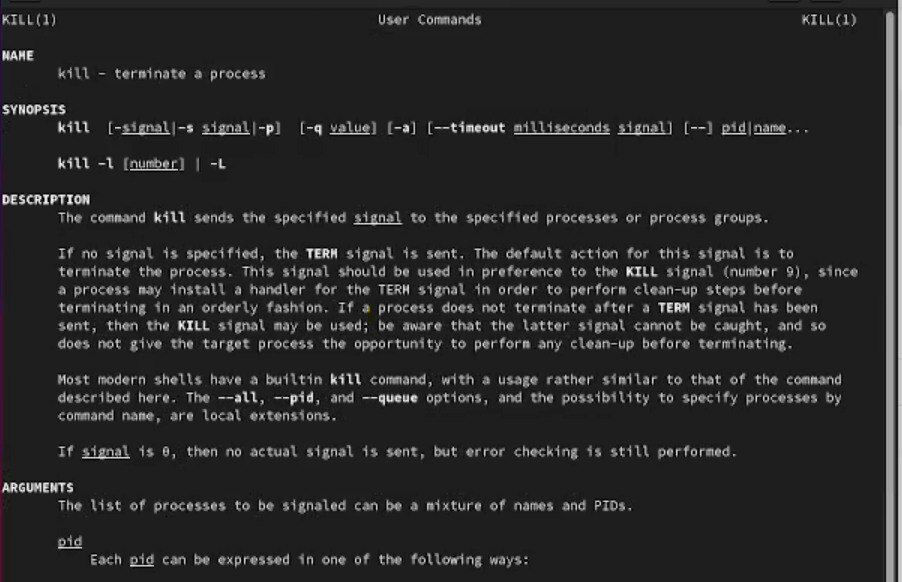 KILL(1) User Commands KILL(1)
NAME
kill - terminate a process
SYNOPSIS
kill [-signal|-s signal|-p] [-q value] [-a] [--timeout milliseconds signal] [--] pid|name...
kill -l [number] | -L
DESCRIPTION
The command kill sends the specified signal to the specified processes or process groups.
If no signal is specified, the TERM signal is sent. The default action for this signal is to
terminate the process. This signal should be used in preference to the KILL signal (number 9), since
a process may install a handler for the TERM signal in order to perform clean-up steps before
terminating in an orderly fashion. If a process does not terminate after a TERM signal has been
sent, then the KILL signal may be used; be aware that the latter signal cannot be caught, and so
does not give the target process the opportunity to perform any clean-up before terminating.
Most modern shells have a builtin kill command, with a usage rather similar to that of the command
described here. The --all, --pid, and --queue options, and the possibility to specify processes by
command name, are local extensions.
If signal is 0, then no actual signal is sent, but error checking is still performed.
ARGUMENTS
The list of processes to be signaled can be a mixture of names and PIDs.
pid
Each pid can be expressed in one of the following ways: